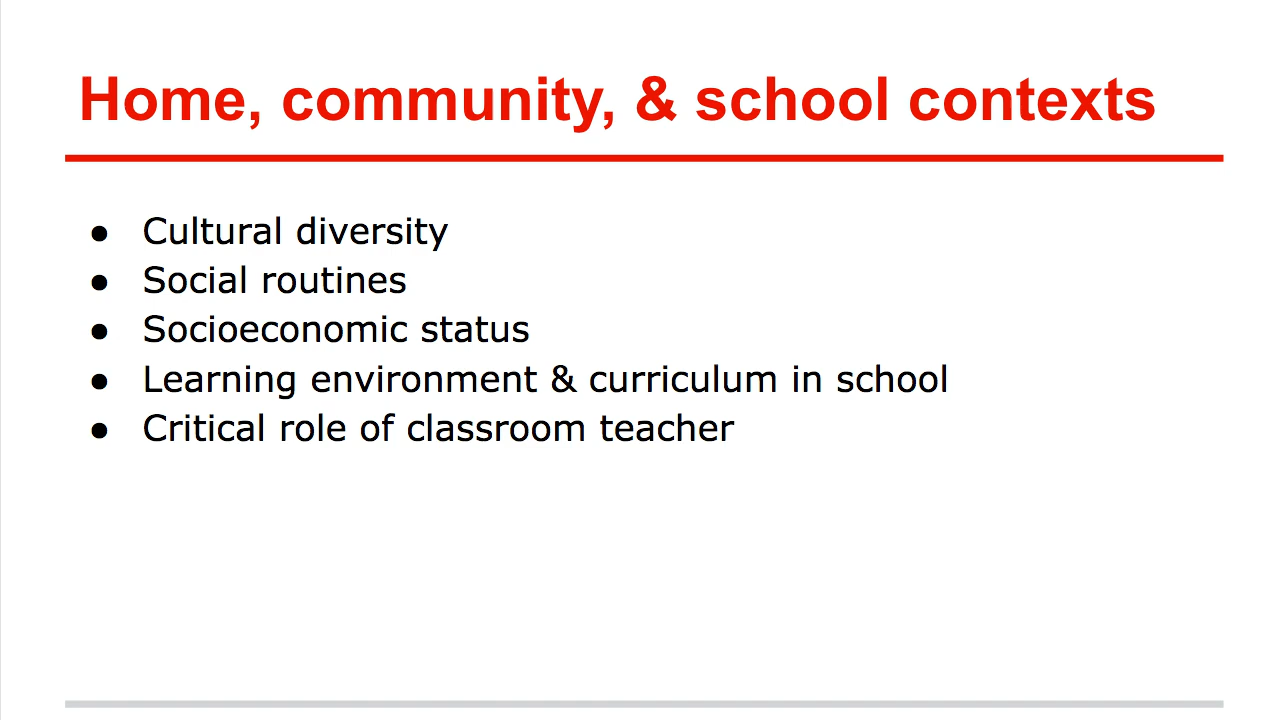 Home, community, & school contexts
● Cultural diversity
● Social routines
● Socioeconomic status
● Learning environment & curriculum in school
● Critical role of classroom teacher